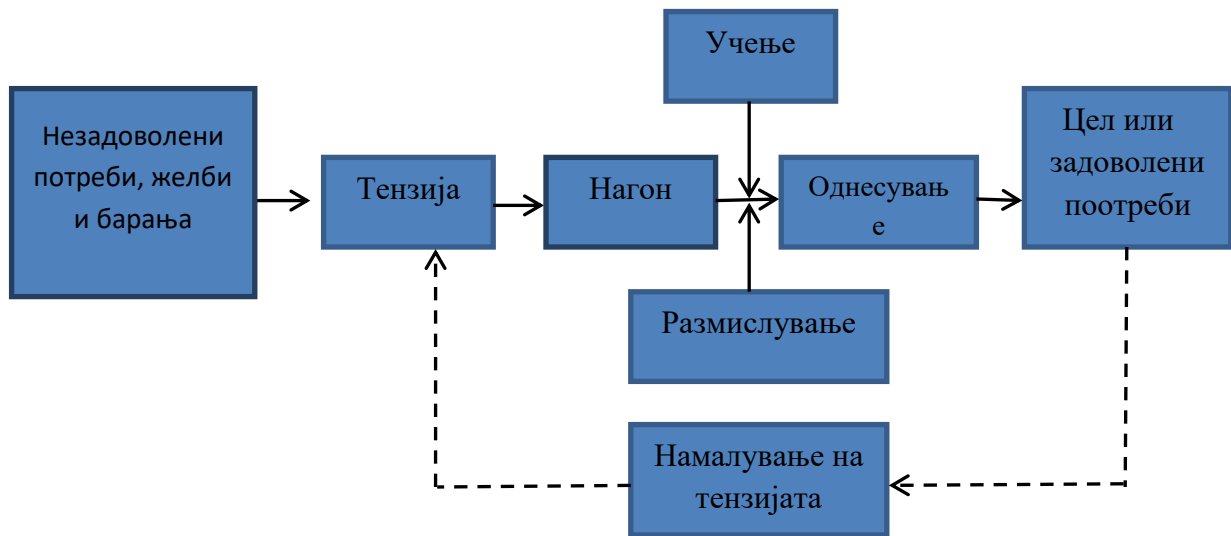 Учење
Незадоволени
потреби, желби
и барања
Тензија
Нагон
Однесувањ
е
Цел или
задоволени
поотреби
Размислување
Намалување на
тензијата